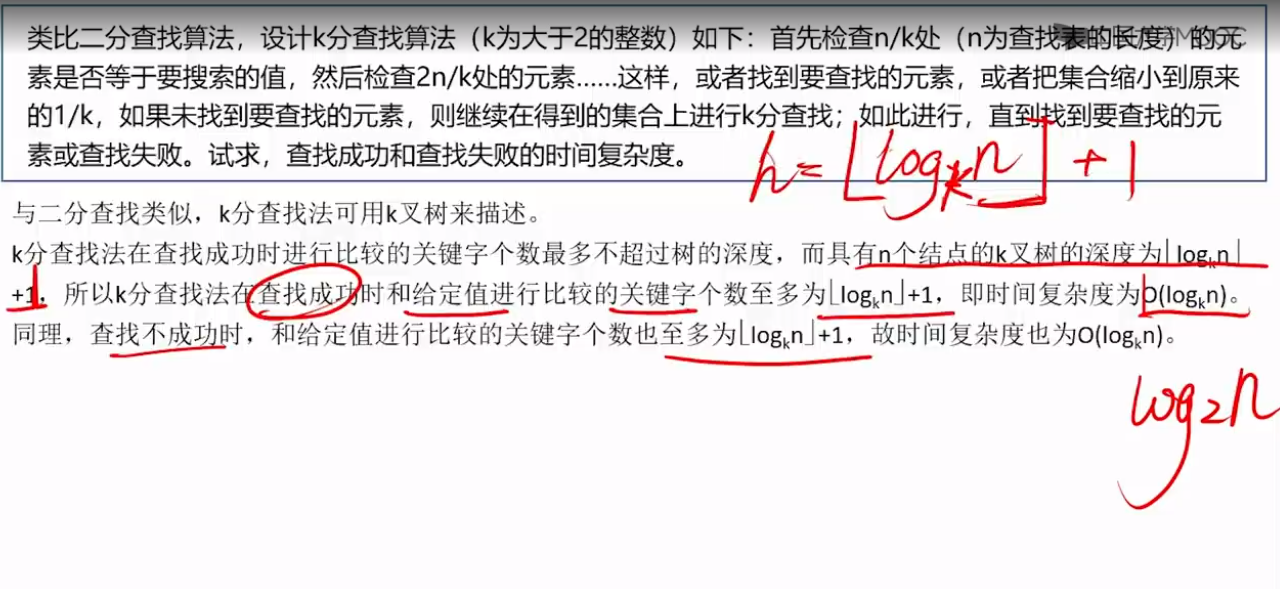 类比二分查找算法，设计k分查找算法（k为大于2的整数）如下：首先检查n/k处（n为查找表的长度）的元
素是否等于要搜索的值，然后检查2n/k处的元素……这样，或者找到要查找的元素，或者把集合缩小到原来
的1/k，如果未找到要查找的元素，则继续在得到的集合上进行k分查找；如此进行，直到找到要查找的元
素或查找失败。试求，查找成功和查找失败的时间复杂度。
h=⌊logₖn⌋+1
与二分查找类似，k分查找法可用k叉树来描述。
k分查找法在查找成功时进行比较的关键字个数最多不超过树的深度，而具有n个结点的k叉树的深度为⌊logₖn⌋
+1，所以k分查找法在查找成功时和给定值进行比较的关键字个数至多为⌊logₖn⌋+1，即时间复杂度为O(logₖn)。
同理，查找不成功时，和给定值进行比较的关键字个数也至多为⌊logₖn⌋+1，故时间复杂度也为O(logₖn)。
log₂n